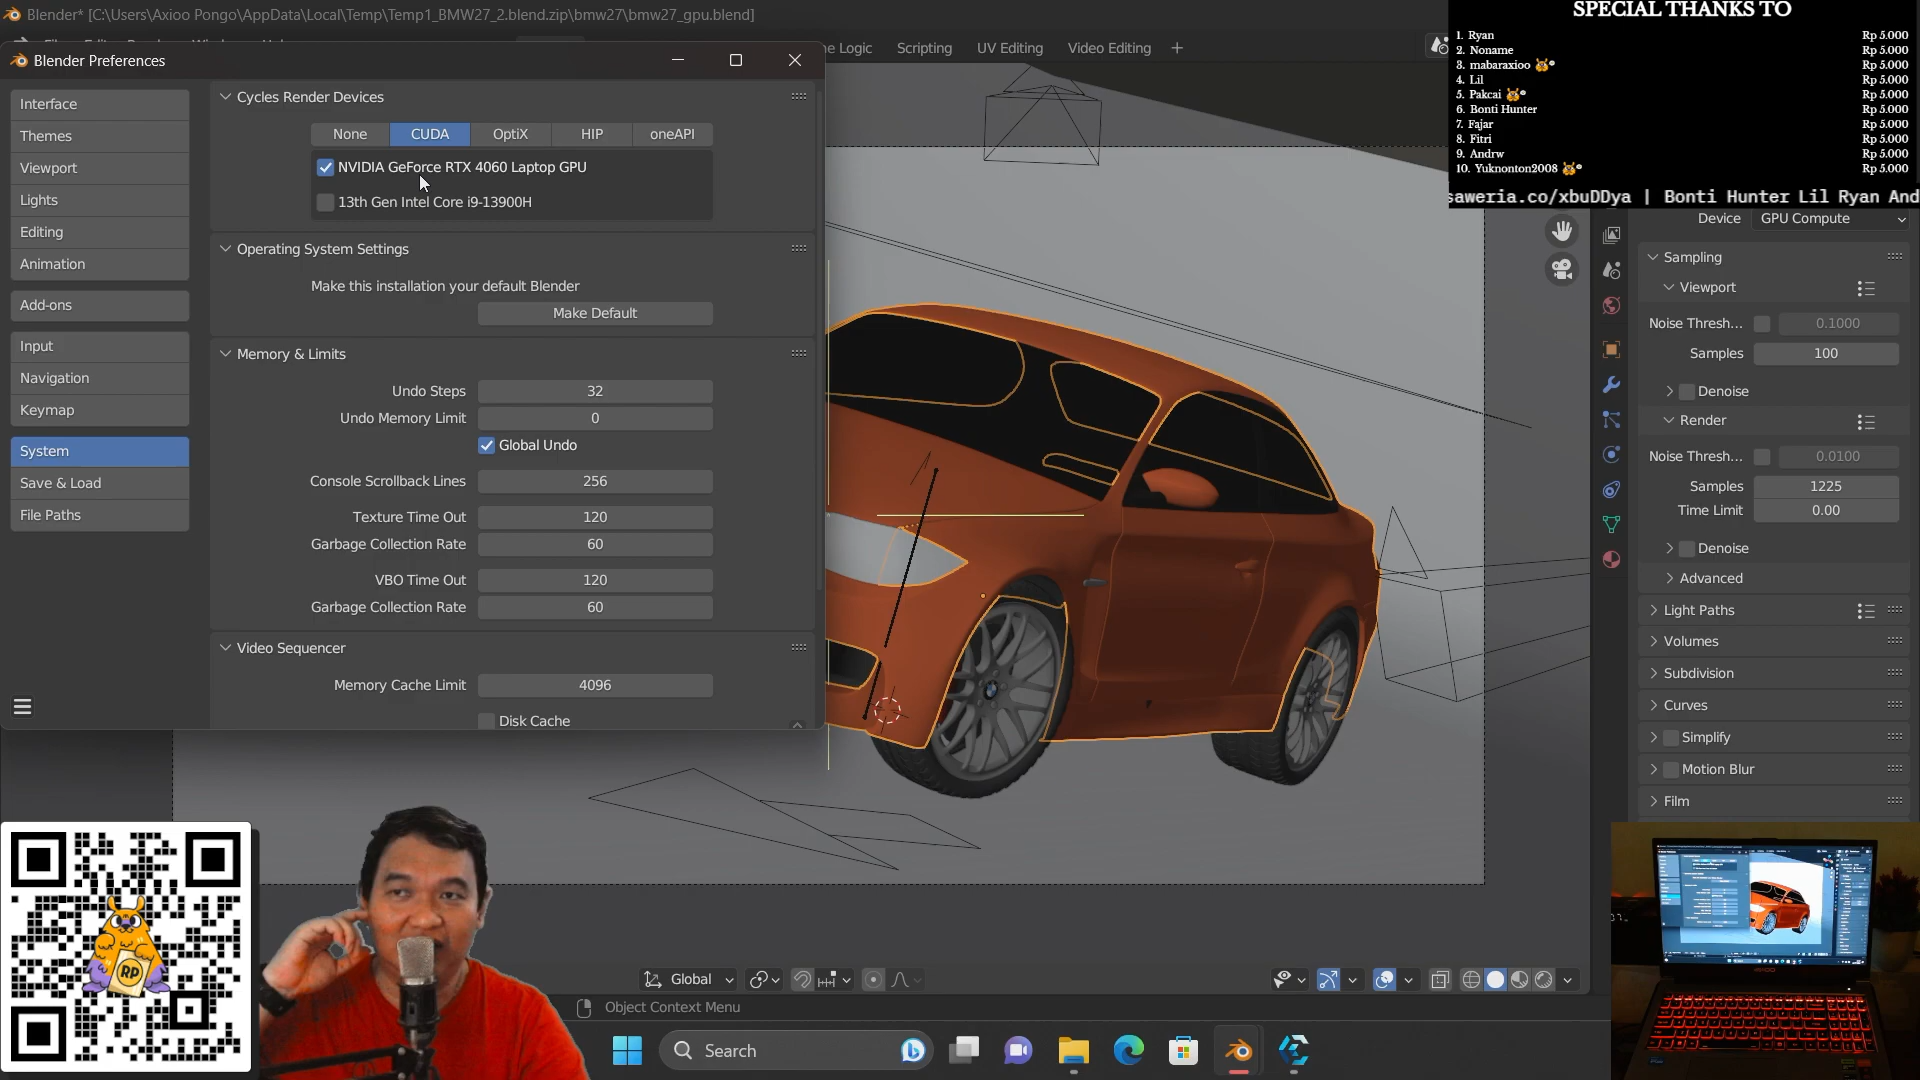 Blender* [C:\Users\Axioo Pongo\AppData\Local\Temp\Temp1_BMW27_2.blend.zip\bmw27\bmw27_gpu.blend]
Blender Preferences
Interface
Themes
Viewport
Lights
Editing
Animation
Add-ons
Input
Navigation
Keymap
System
Save & Load
File Paths
Cycles Render Devices
None CUDA OptiX HIP oneAPI
NVIDIA GeForce RTX 4060 Laptop GPU
13th Gen Intel Core i9-13900H
Operating System Settings
Make this installation your default Blender
Make Default
Memory & Limits
Undo Steps 32
Undo Memory Limit 0
Global Undo
Console Scrollback Lines 256
Texture Time Out 120
Garbage Collection Rate 60
VBO Time Out 120
Garbage Collection Rate 60
Video Sequencer
Memory Cache Limit 4096
Disk Cache
Logic Scripting UV Editing Video Editing +
SPECIAL THANKS TO
1. Ryan Rp 5.000
2. Noname Rp 5.000
3. mabaraxioo Rp 5.000
4. Lil Rp 5.000
5. Pakcai Rp 5.000
6. Bonti Hunter Rp 5.000
7. Fajar Rp 5.000
8. Fitri Rp 5.000
9. Andrw Rp 5.000
10. Yuknonton2008 Rp 5.000
saweria.co/xbuDDya | Bonti Hunter Lil Ryan And
Device GPU Compute
Sampling
Viewport
Noise Thresh... 0.1000
Samples 100
Denoise
Render
Noise Thresh... 0.0100
Samples 1225
Time Limit 0.00
Denoise
Advanced
Light Paths
Volumes
Subdivision
Curves
Simplify
Motion Blur
Film
Global
Object Context Menu
Search
RP